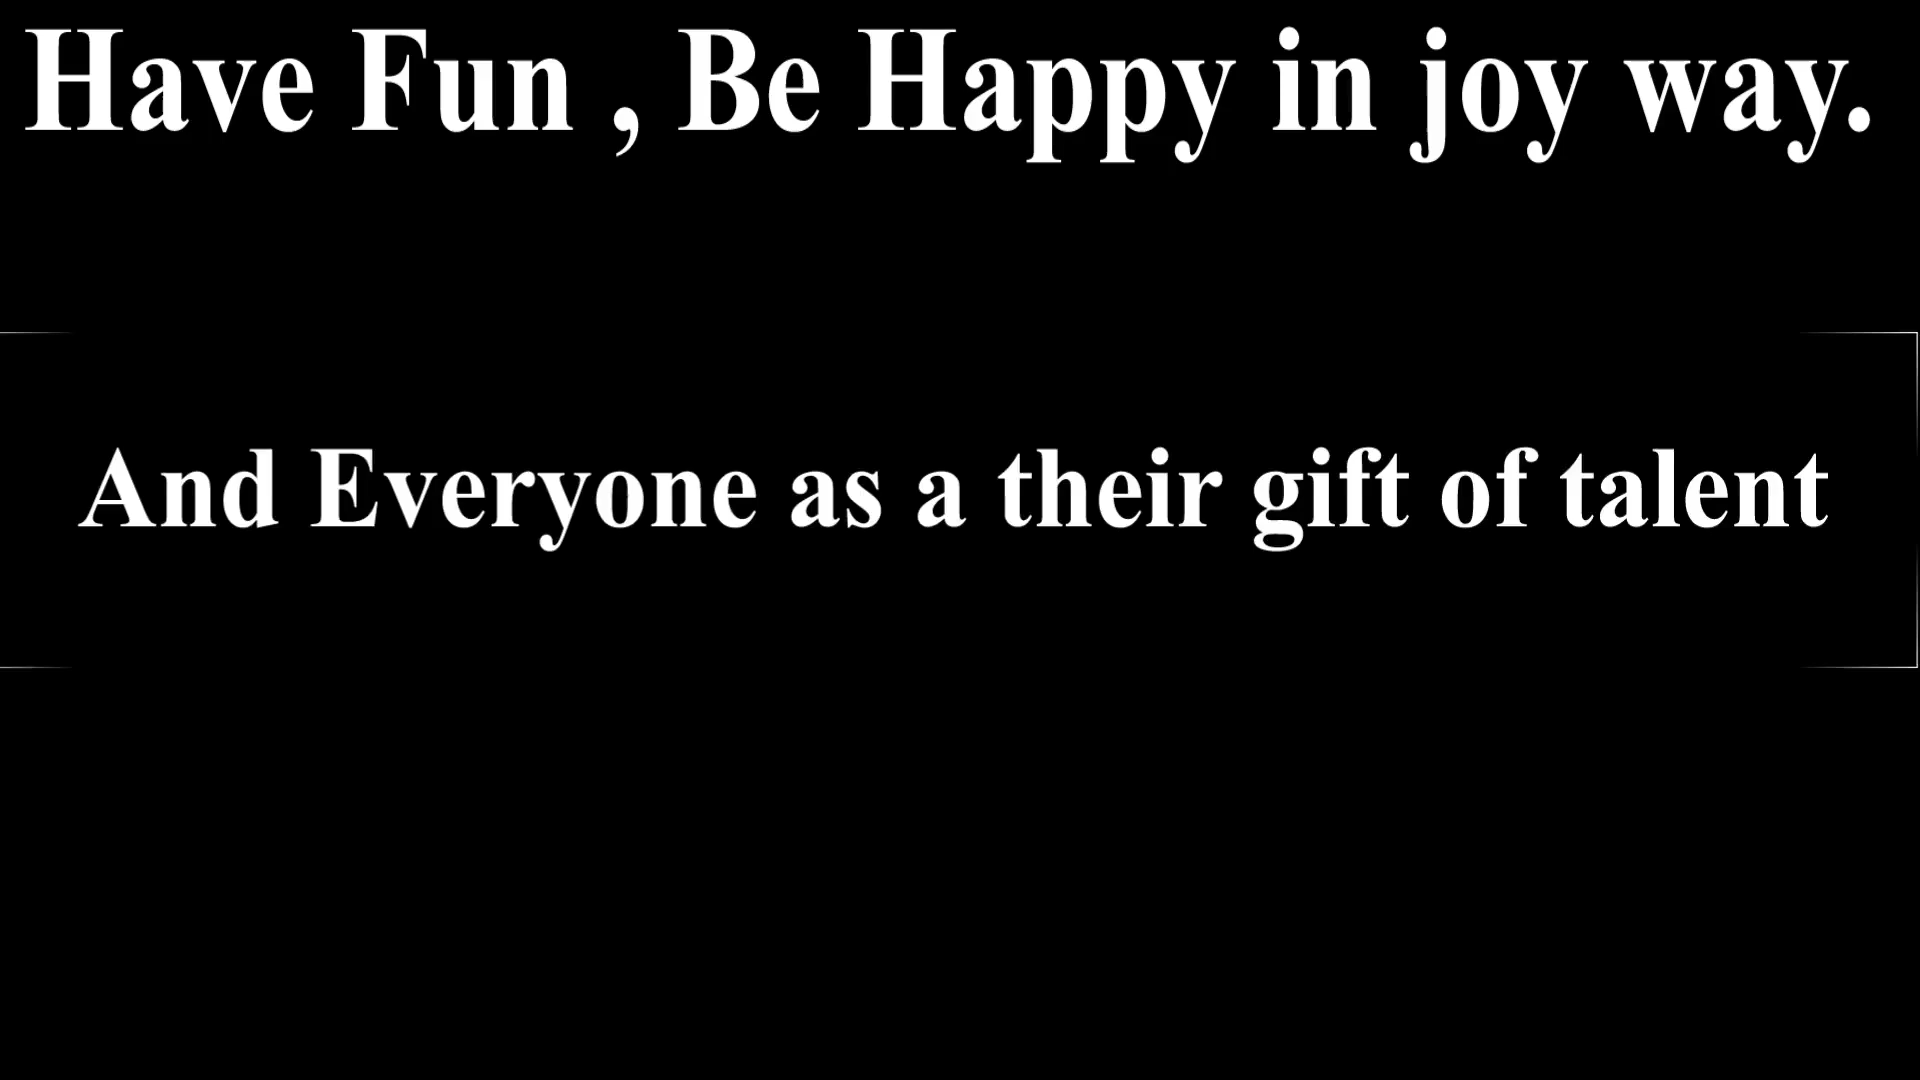 Have Fun , Be Happy in joy way.
And Everyone as a their gift of talent